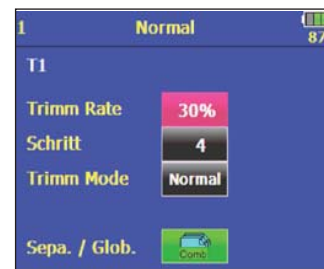 1 Normal 87
T1
Trimm Rate 30%
Schritt 4
Trimm Mode Normal
Sepa. / Glob. Comb